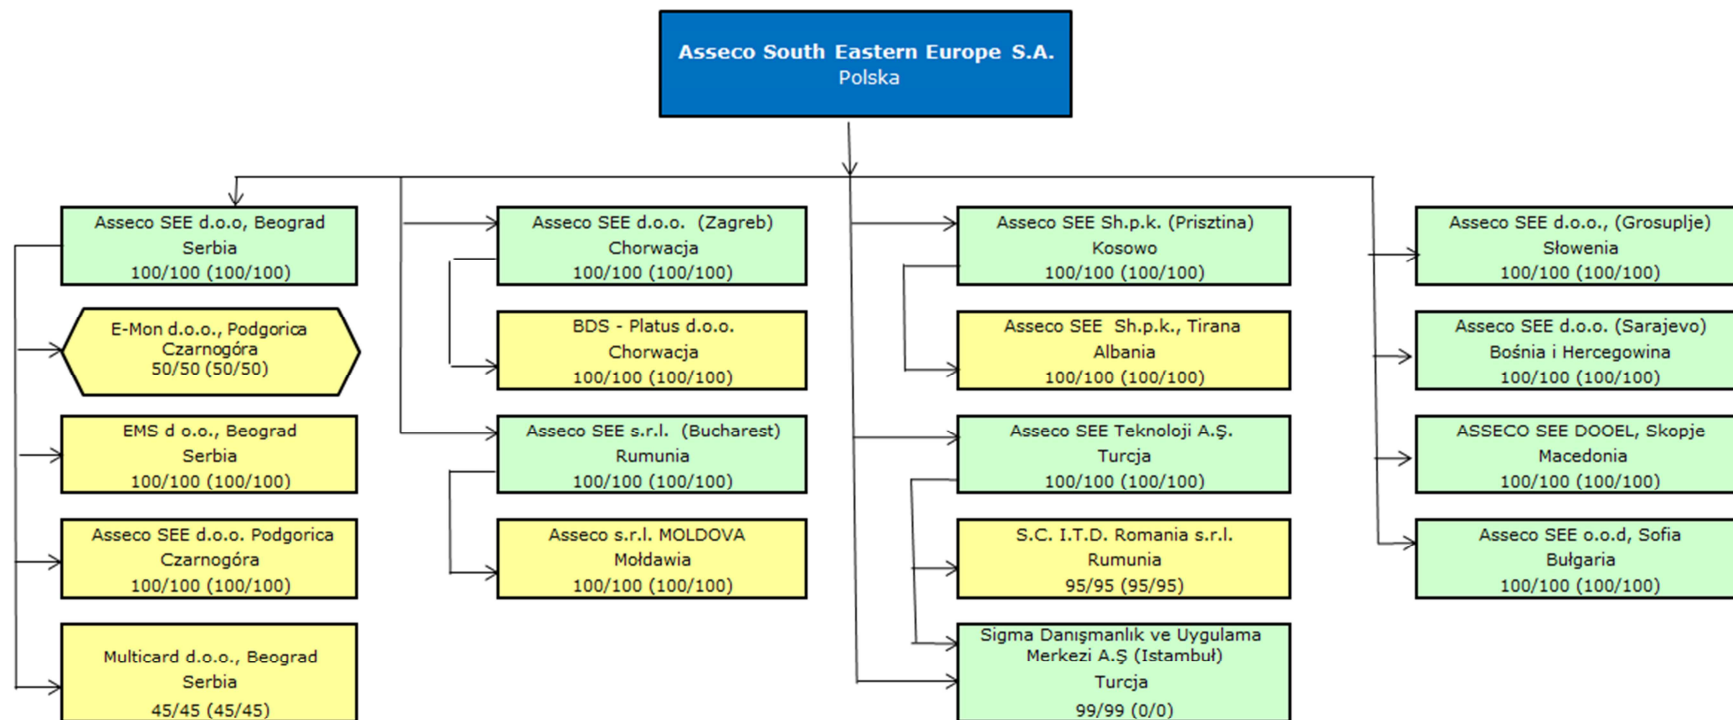 Asseco South Eastern Europe S.A.
Polska
Asseco SEE d.o.o, Beograd
Serbia
100/100 (100/100)
E-Mon d.o.o., Podgorica
Czarnogóra
50/50 (50/50)
EMS d o.o., Beograd
Serbia
100/100 (100/100)
Asseco SEE d.o.o. Podgorica
Czarnogóra
100/100 (100/100)
Multicard d.o.o., Beograd
Serbia
45/45 (45/45)
Asseco SEE d.o.o. (Zagreb)
Chorwacja
100/100 (100/100)
BDS - Platus d.o.o.
Chorwacja
100/100 (100/100)
Asseco SEE s.r.l. (Bucharest)
Rumunia
100/100 (100/100)
Asseco s.r.l. MOLDOVA
Mołdawia
100/100 (100/100)
Asseco SEE Sh.p.k. (Prisztina)
Kosowo
100/100 (100/100)
Asseco SEE Sh.p.k., Tirana
Albania
100/100 (100/100)
Asseco SEE Teknoloji A.Ş.
Turcja
100/100 (100/100)
S.C. I.T.D. Romania s.r.l.
Rumunia
95/95 (95/95)
Sigma Danışmanlık ve Uygulama
Merkezi A.Ş (Istambuł)
Turcja
99/99 (0/0)
Asseco SEE d.o.o., (Grosuplje)
Słowenia
100/100 (100/100)
Asseco SEE d.o.o. (Sarajevo)
Bośnia i Hercegowina
100/100 (100/100)
ASSECO SEE DOOEL, Skopje
Macedonia
100/100 (100/100)
Asseco SEE o.o.d, Sofia
Bułgaria
100/100 (100/100)